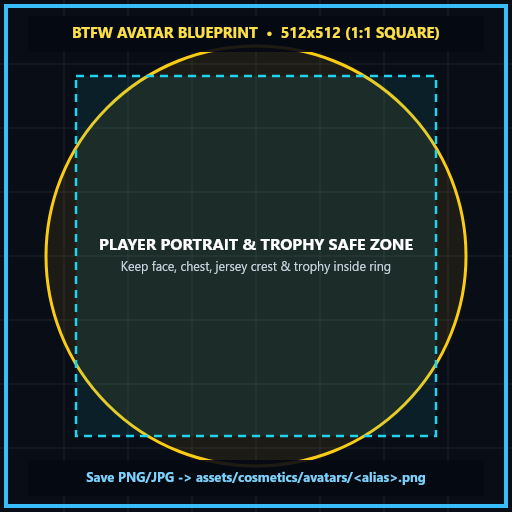 BTFW AVATAR BLUEPRINT • 512x512 (1:1 SQUARE)
PLAYER PORTRAIT & TROPHY SAFE ZONE
Keep face, chest, jersey crest & trophy inside ring
Save PNG/JPG -> assets/cosmetics/avatars/<alias>.png